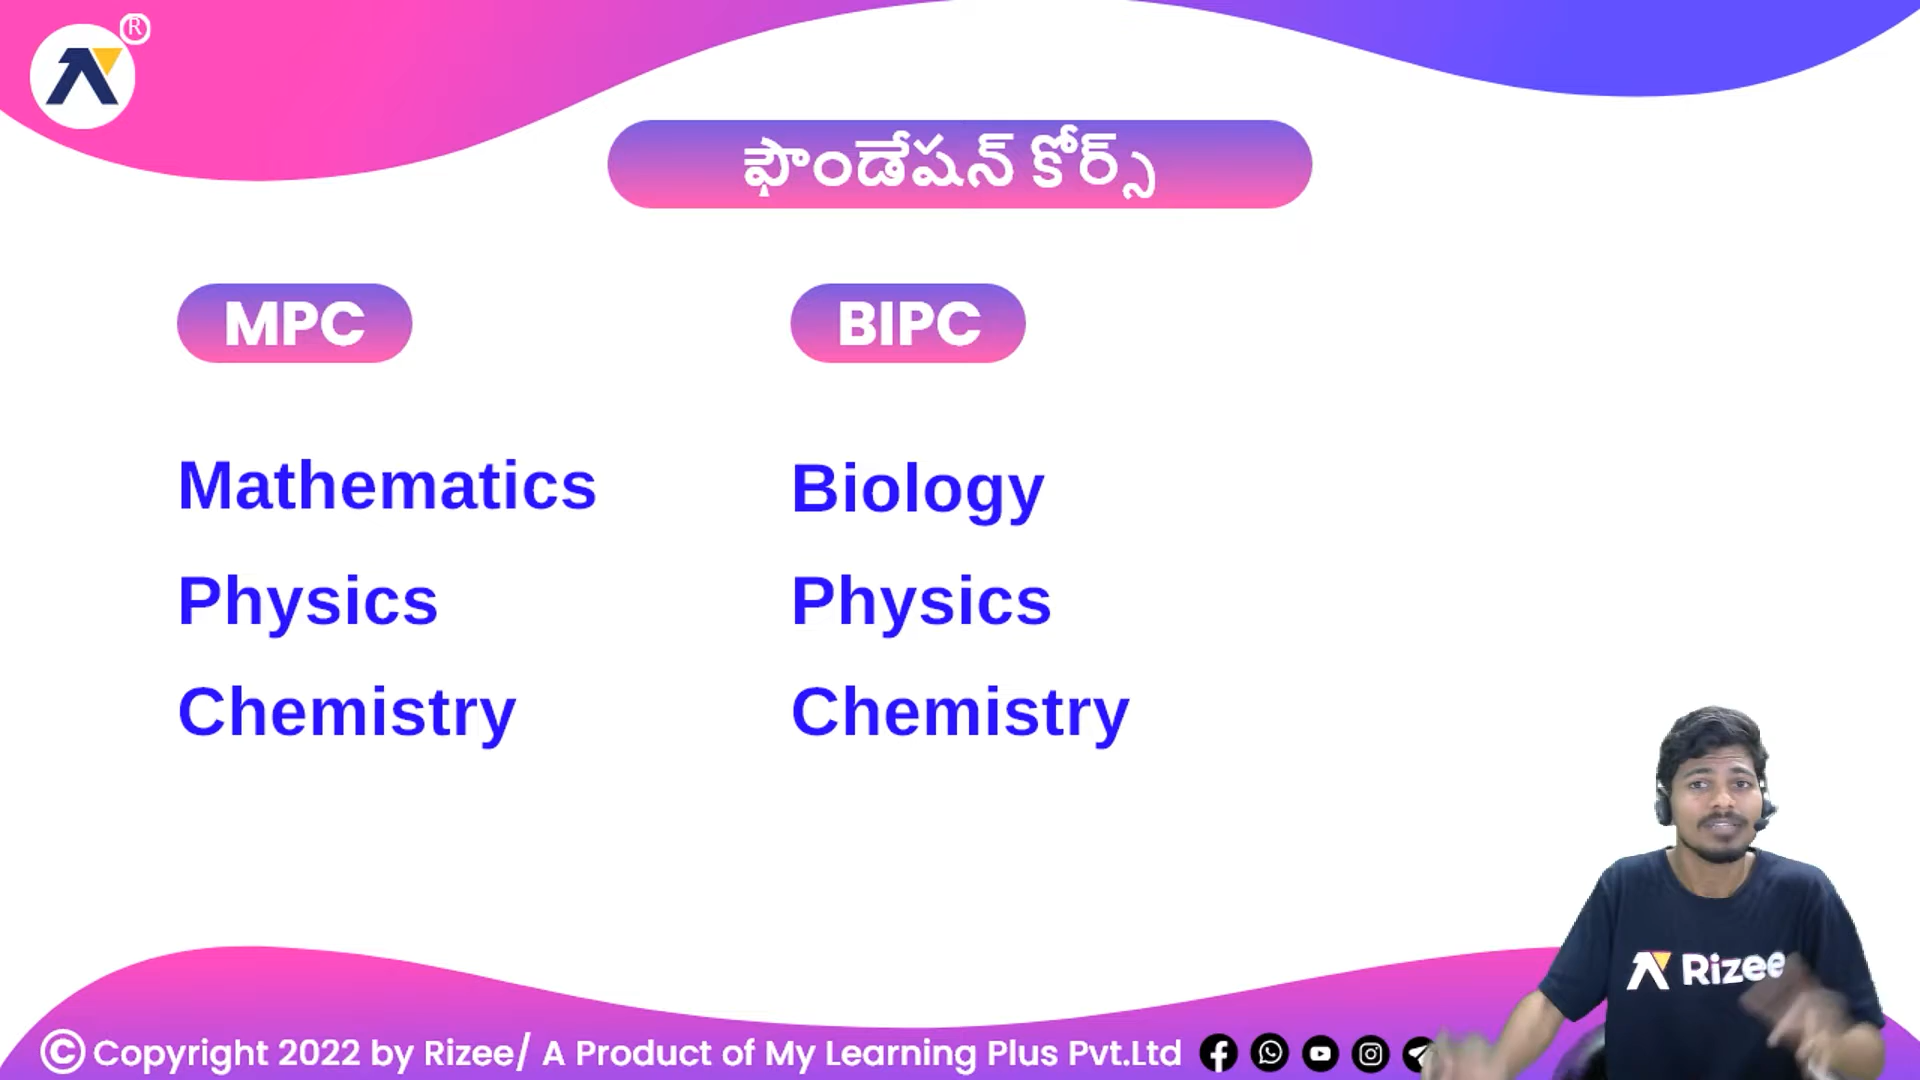 ®
ఫౌండేషన్ కోర్స్
MPC
BIPC
Mathematics
Biology
Physics
Physics
Chemistry
Chemistry
Rizee
© Copyright 2022 by Rizee/ A Product of My Learning Plus Pvt.Ltd